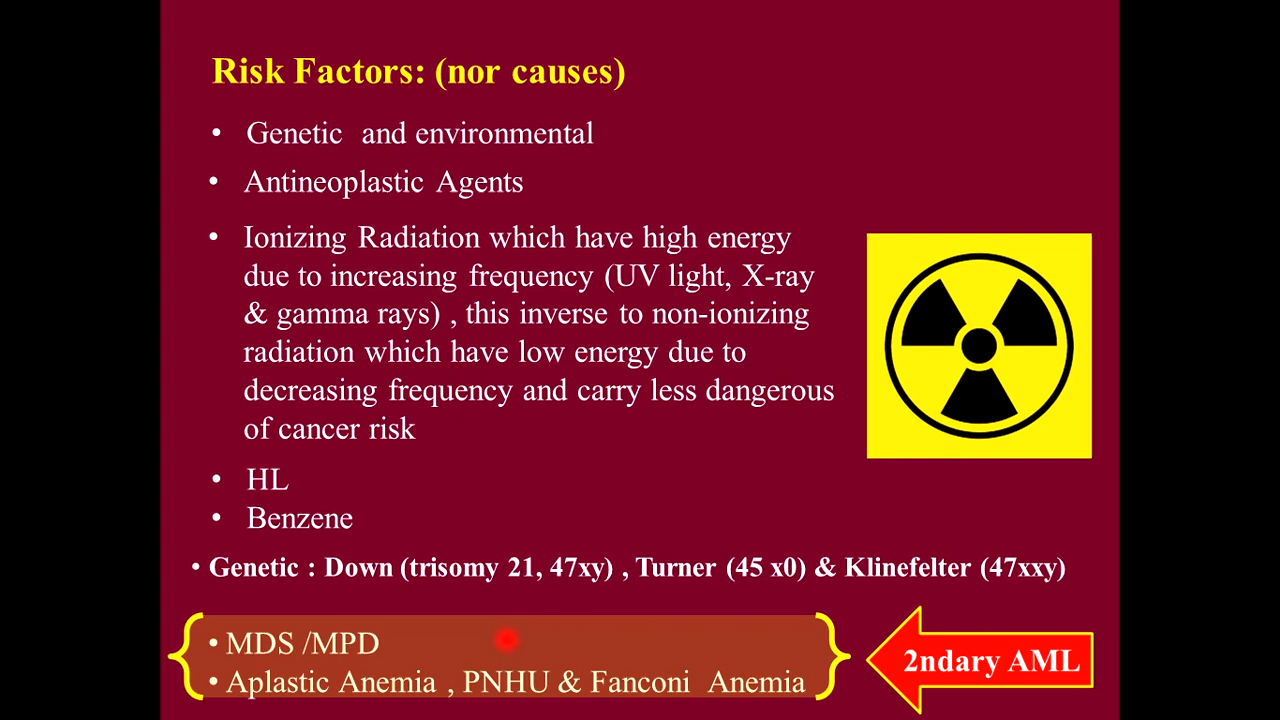 Risk Factors: (nor causes)
• Genetic and environmental
• Antineoplastic Agents
• Ionizing Radiation which have high energy
due to increasing frequency (UV light, X-ray
& gamma rays) , this inverse to non-ionizing
radiation which have low energy due to
decreasing frequency and carry less dangerous
of cancer risk
• HL
• Benzene
• Genetic : Down (trisomy 21, 47xy) , Turner (45 x0) & Klinefelter (47xxy)
• MDS /MPD
• Aplastic Anemia , PNHU & Fanconi Anemia
2ndary AML